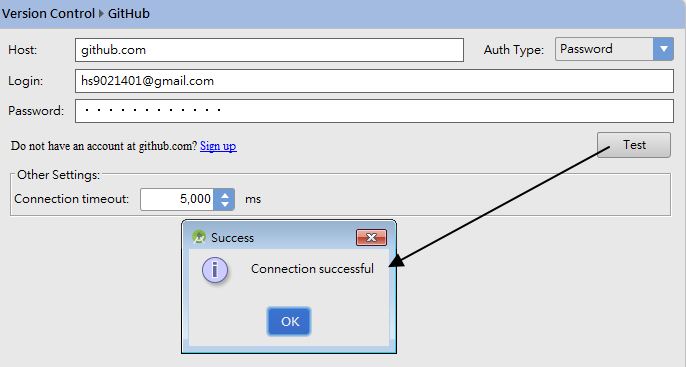 Version Control ▸ GitHub
Host: github.com Auth Type: Password
Login: hs9021401@gmail.com
Password: • • • • • • • • • • • •
Do not have an account at github.com? Sign up Test
Other Settings:
Connection timeout: 5,000 ms
Success
Connection successful
OK